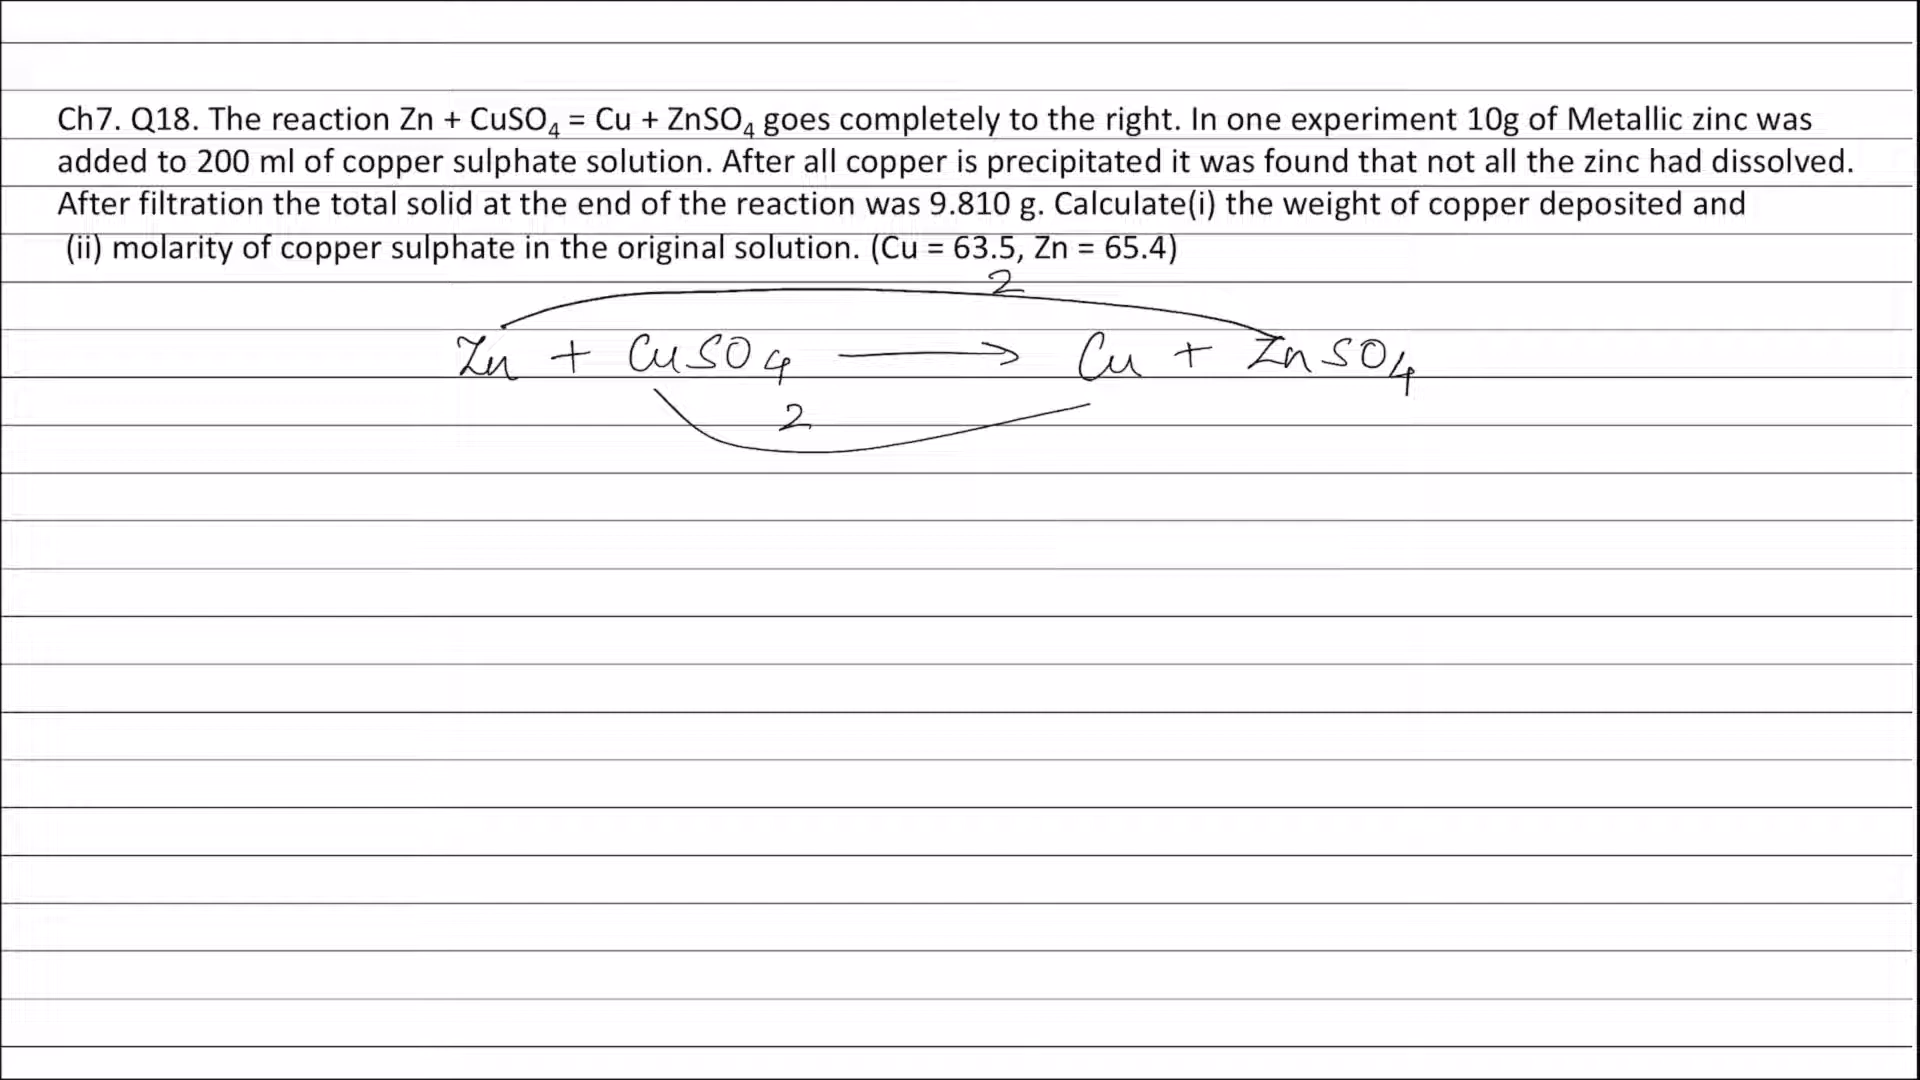 Ch7. Q18. The reaction Zn + CuSO₄ = Cu + ZnSO₄ goes completely to the right. In one experiment 10g of Metallic zinc was
added to 200 ml of copper sulphate solution. After all copper is precipitated it was found that not all the zinc had dissolved.
After filtration the total solid at the end of the reaction was 9.810 g. Calculate(i) the weight of copper deposited and
(ii) molarity of copper sulphate in the original solution. (Cu = 63.5, Zn = 65.4)
2
Zn + CuSO₄ ⟶ Cu + ZnSO₄
2